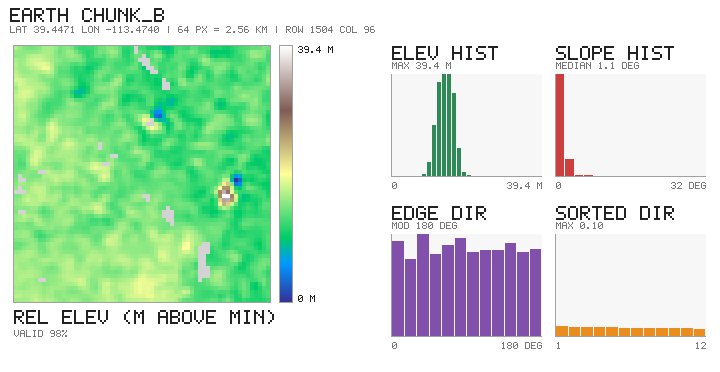 EARTH CHUNK_B
LAT 39.4471 LON -113.4740 | 64 PX = 2.56 KM | ROW 1504 COL 96
39.4 M
0 M
REL ELEV (M ABOVE MIN)
VALID 98%
ELEV HIST
MAX 39.4 M
0 39.4 M
SLOPE HIST
MEDIAN 1.1 DEG
0 32 DEG
EDGE DIR
MOD 180 DEG
0 180 DEG
SORTED DIR
MAX 0.10
1 12